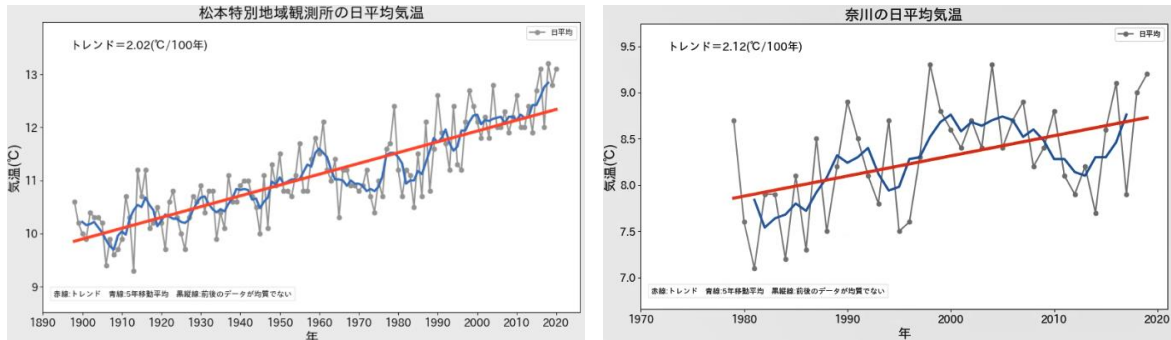 松本特別地域観測所の日平均気温
トレンド=2.02(℃/100年)
日平均
気温(℃)
13
12
11
10
9
赤線:トレンド 青線:5年移動平均 黒縦線:前後のデータが均質でない
1890 1900 1910 1920 1930 1940 1950 1960 1970 1980 1990 2000 2010 2020
年
奈川の日平均気温
トレンド=2.12(℃/100年)
日平均
気温(℃)
9.5
9.0
8.5
8.0
7.5
7.0
赤線:トレンド 青線:5年移動平均 黒縦線:前後のデータが均質でない
1970 1980 1990 2000 2010 2020
年